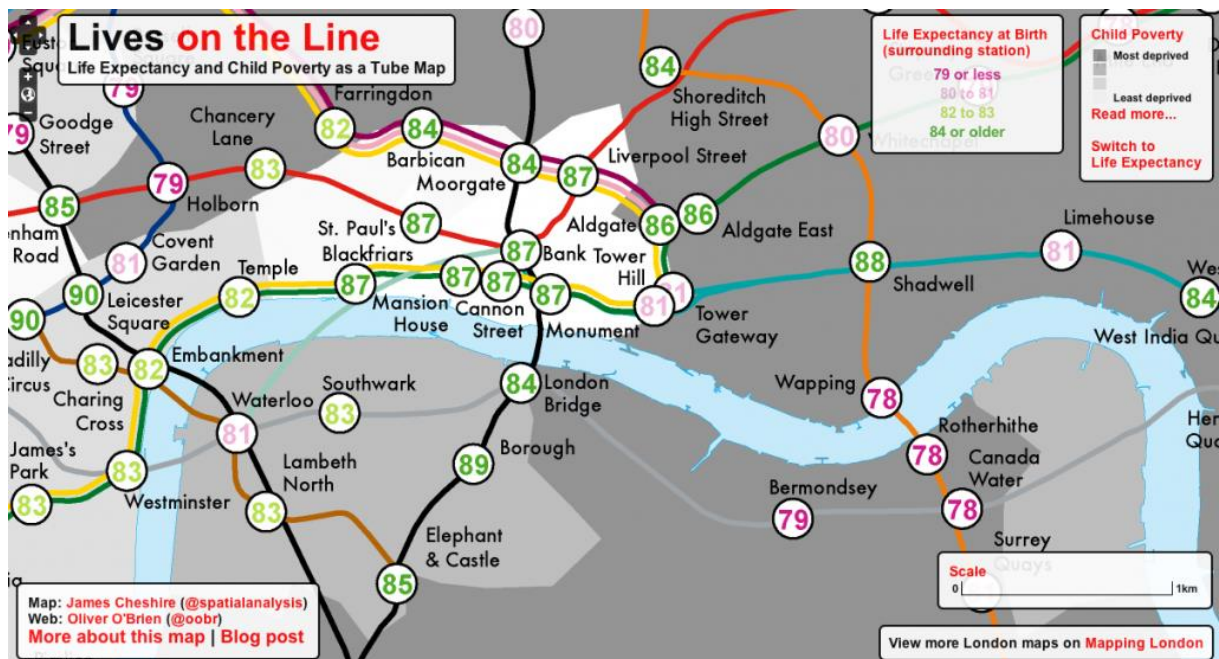 Lives on the Line
Life Expectancy and Child Poverty as a Tube Map
Life Expectancy at Birth
(surrounding station)
79 or less
80 to 81
82 to 83
84 or older
Child Poverty
Most deprived
Least deprived
Read more...
Switch to
Life Expectancy
80
79
84
Shoreditch
High Street
78
79
Goodge
Street
Chancery
Lane
Farringdon
82
84
Barbican
Moorgate
84
Liverpool Street
87
80
Whitechapel
83
79
Holborn
85
Road
St. Paul's
87
Aldgate
86
86
Aldgate East
Covent
Garden
81
Temple
82
Blackfriars
87
87
Bank
Tower
Hill
Limehouse
81
88
Shadwell
90
Leicester
Square
Mansion
House
87
87
Cannon
Street
87
Monument
81
81
Tower
Gateway
84
West India
90
Circus
83
Charing
Cross
82
Embankment
Waterloo
81
Southwark
83
84
London
Bridge
Wapping
78
Rotherhithe
78
Borough
89
James's
Park
83
83
Westminster
Lambeth
North
83
Bermondsey
79
Canada
Water
78
Elephant
& Castle
85
Surrey
Quays
Scale
0
1km
Map: James Cheshire (@spatialanalysis)
Web: Oliver O'Brien (@oobr)
More about this map | Blog post
View more London maps on Mapping London